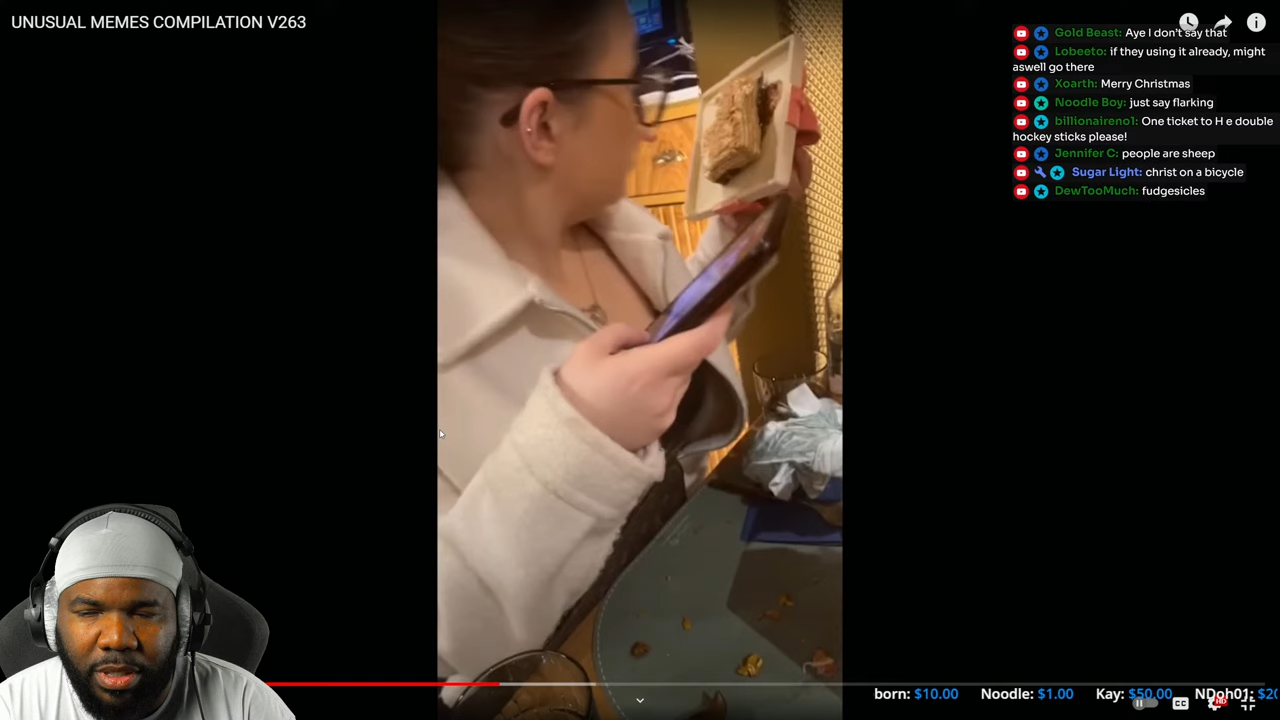 UNUSUAL MEMES COMPILATION V263
Gold Beast: Aye I don't say that
Lobeeto: if they using it already, might
aswell go there
Xoarth: Merry Christmas
Noodle Boy: just say flarking
billionaireno1: One ticket to H e double
hockey sticks please!
Jennifer C: people are sheep
Sugar Light: christ on a bicycle
DewTooMuch: fudgesicles
born: $10.00 Noodle: $1.00 Kay: $50.00 NDoh01: $20
CC HD